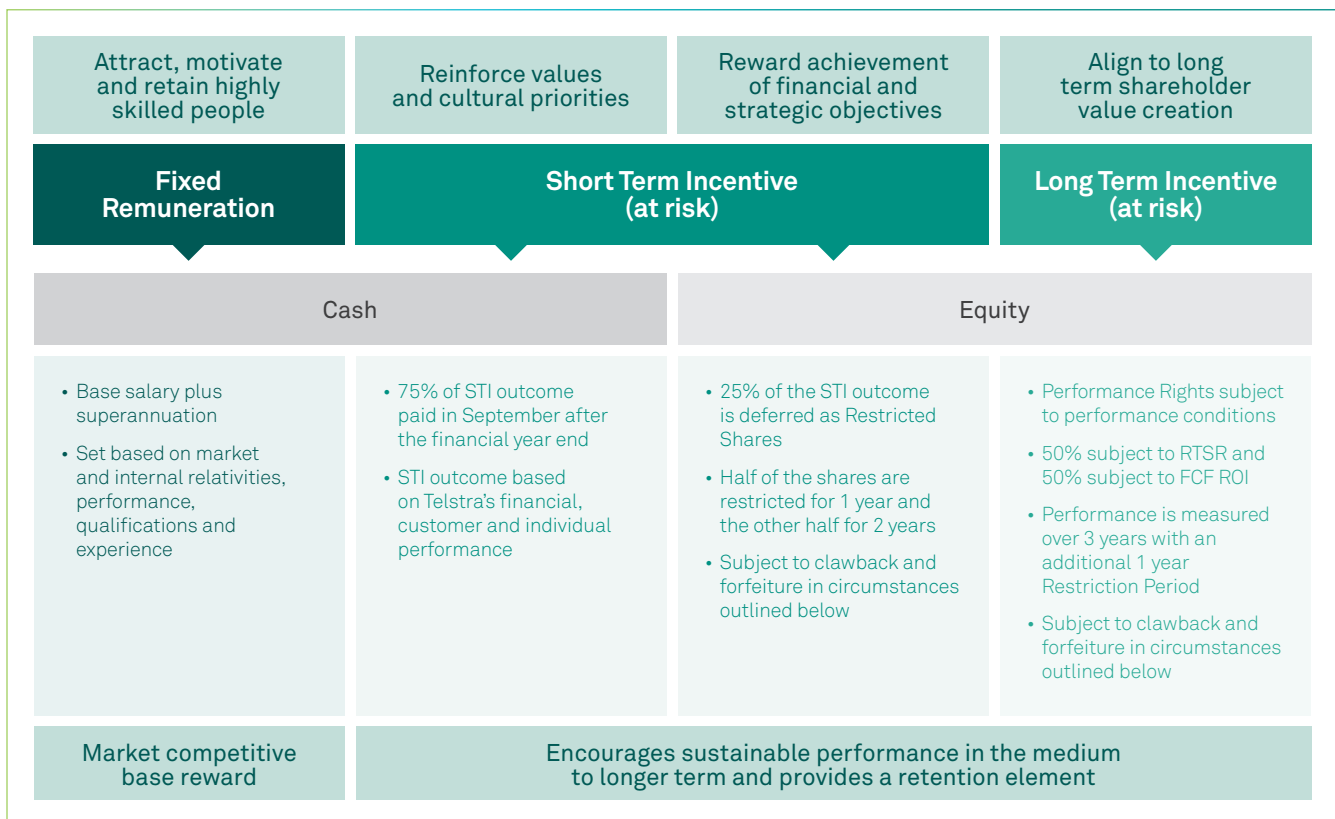 Attract, motivate
and retain highly
skilled people
Reinforce values
and cultural priorities
Reward achievement
of financial and
strategic objectives
Align to long
term shareholder
value creation
Fixed
Remuneration
Short Term Incentive
(at risk)
Long Term Incentive
(at risk)
Cash
Equity
• Base salary plus
superannuation
• Set based on market
and internal relativities,
performance,
qualifications and
experience
• 75% of STI outcome
paid in September after
the financial year end
• STI outcome based
on Telstra's financial,
customer and individual
performance
• 25% of the STI outcome
is deferred as Restricted
Shares
• Half of the shares are
restricted for 1 year and
the other half for 2 years
• Subject to clawback and
forfeiture in circumstances
outlined below
• Performance Rights subject
to performance conditions
• 50% subject to RTSR and
50% subject to FCF ROI
• Performance is measured
over 3 years with an
additional 1 year
Restriction Period
• Subject to clawback and
forfeiture in circumstances
outlined below
Market competitive
base reward
Encourages sustainable performance in the medium
to longer term and provides a retention element